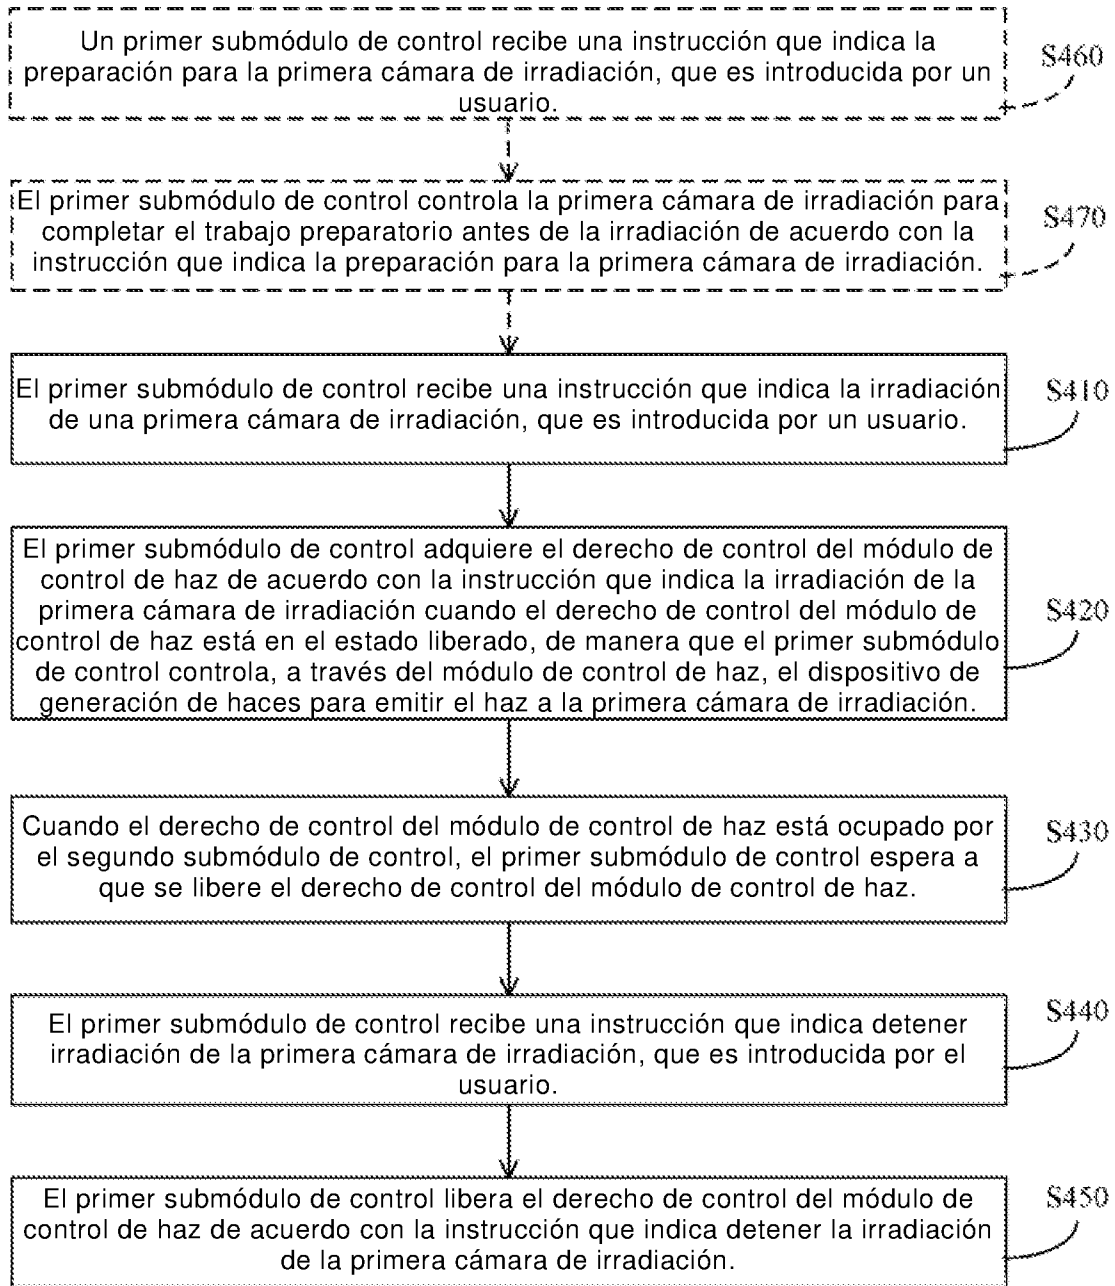 Un primer submódulo de control recibe una instrucción que indica la
preparación para la primera cámara de irradiación, que es introducida por un
usuario.
S460
El primer submódulo de control controla la primera cámara de irradiación para
completar el trabajo preparatorio antes de la irradiación de acuerdo con la
instrucción que indica la preparación para la primera cámara de irradiación.
S470
El primer submódulo de control recibe una instrucción que indica la irradiación
de una primera cámara de irradiación, que es introducida por un usuario.
S410
El primer submódulo de control adquiere el derecho de control del módulo de
control de haz de acuerdo con la instrucción que indica la irradiación de la
primera cámara de irradiación cuando el derecho de control del módulo de
control de haz está en el estado liberado, de manera que el primer submódulo
de control controla, a través del módulo de control de haz, el dispositivo de
generación de haces para emitir el haz a la primera cámara de irradiación.
S420
Cuando el derecho de control del módulo de control de haz está ocupado por
el segundo submódulo de control, el primer submódulo de control espera a
que se libere el derecho de control del módulo de control de haz.
S430
El primer submódulo de control recibe una instrucción que indica detener
irradiación de la primera cámara de irradiación, que es introducida por el
usuario.
S440
El primer submódulo de control libera el derecho de control del módulo de
control de haz de acuerdo con la instrucción que indica detener la irradiación
de la primera cámara de irradiación.
S450